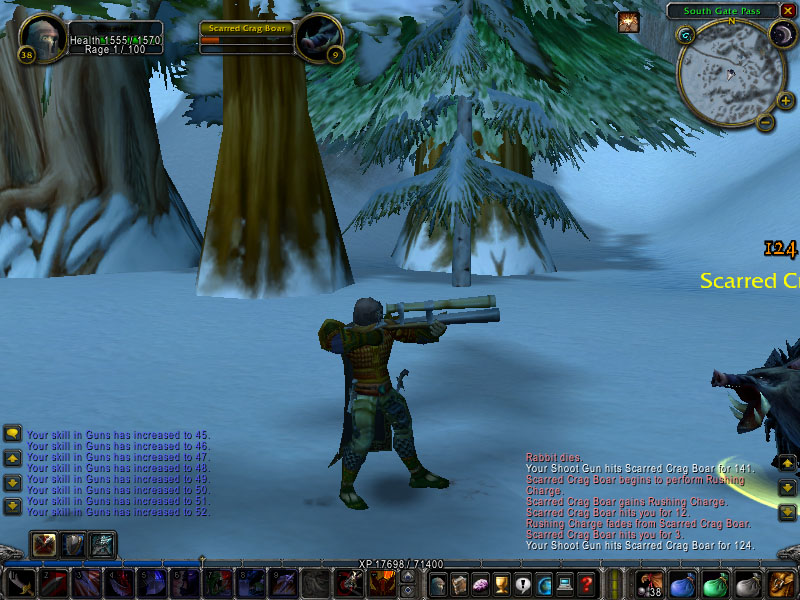 Scarred Crag Boar
South Gate Pass
N
Health 1555 / 1570
Rage 1 / 100
38
9
124
Scarred C
Your skill in Guns has increased to 45.
Your skill in Guns has increased to 46.
Your skill in Guns has increased to 47.
Your skill in Guns has increased to 48.
Your skill in Guns has increased to 49.
Your skill in Guns has increased to 50.
Your skill in Guns has increased to 51.
Your skill in Guns has increased to 52.
Rabbit dies.
Your Shoot Gun hits Scarred Crag Boar for 141.
Scarred Crag Boar begins to perform Rushing
Charge.
Scarred Crag Boar gains Rushing Charge.
Scarred Crag Boar hits you for 12.
Rushing Charge fades from Scarred Crag Boar.
Scarred Crag Boar hits you for 3.
Your Shoot Gun hits Scarred Crag Boar for 124.
XP 17698 / 71400
38